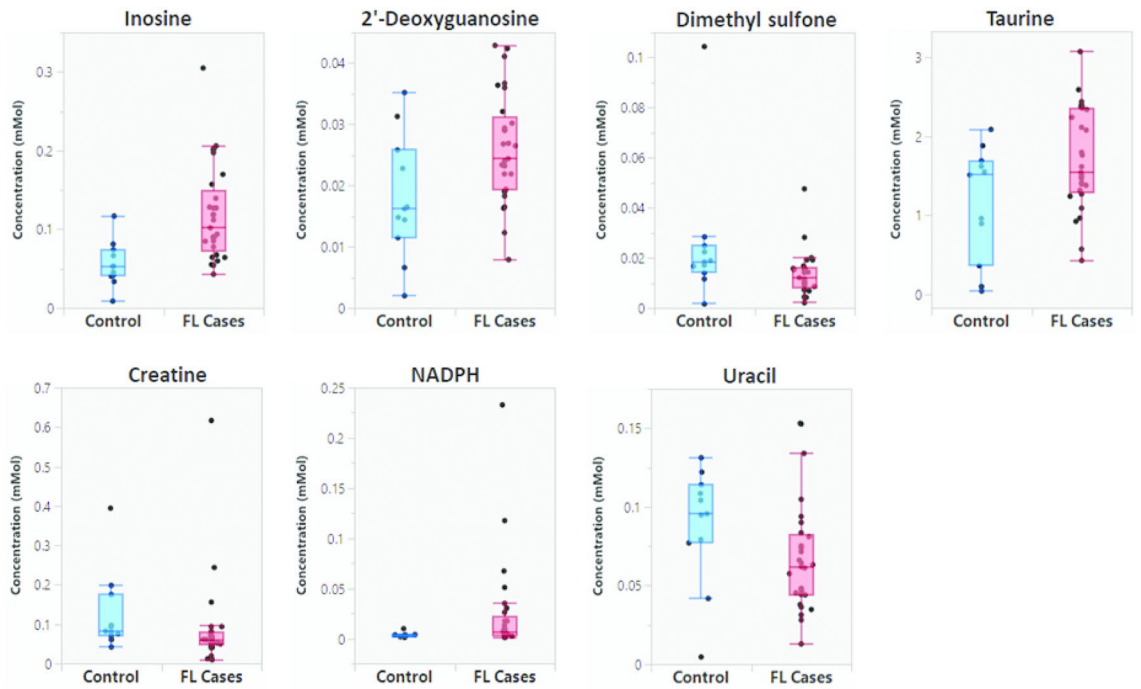 Inosine
Concentration (mMol)
0.3
0.2
0.1
0
Control
FL Cases
2'-Deoxyguanosine
Concentration (mMol)
0.04
0.03
0.02
0.01
0
Control
FL Cases
Dimethyl sulfone
Concentration (mMol)
0.1
0.08
0.06
0.04
0.02
0
Control
FL Cases
Taurine
Concentration (mMol)
3
2
1
0
Control
FL Cases
Creatine
Concentration (mMol)
0.7
0.6
0.5
0.4
0.3
0.2
0.1
0
Control
FL Cases
NADPH
Concentration (mMol)
0.25
0.2
0.15
0.1
0.05
0
Control
FL Cases
Uracil
Concentration (mMol)
0.15
0.1
0.05
0
Control
FL Cases